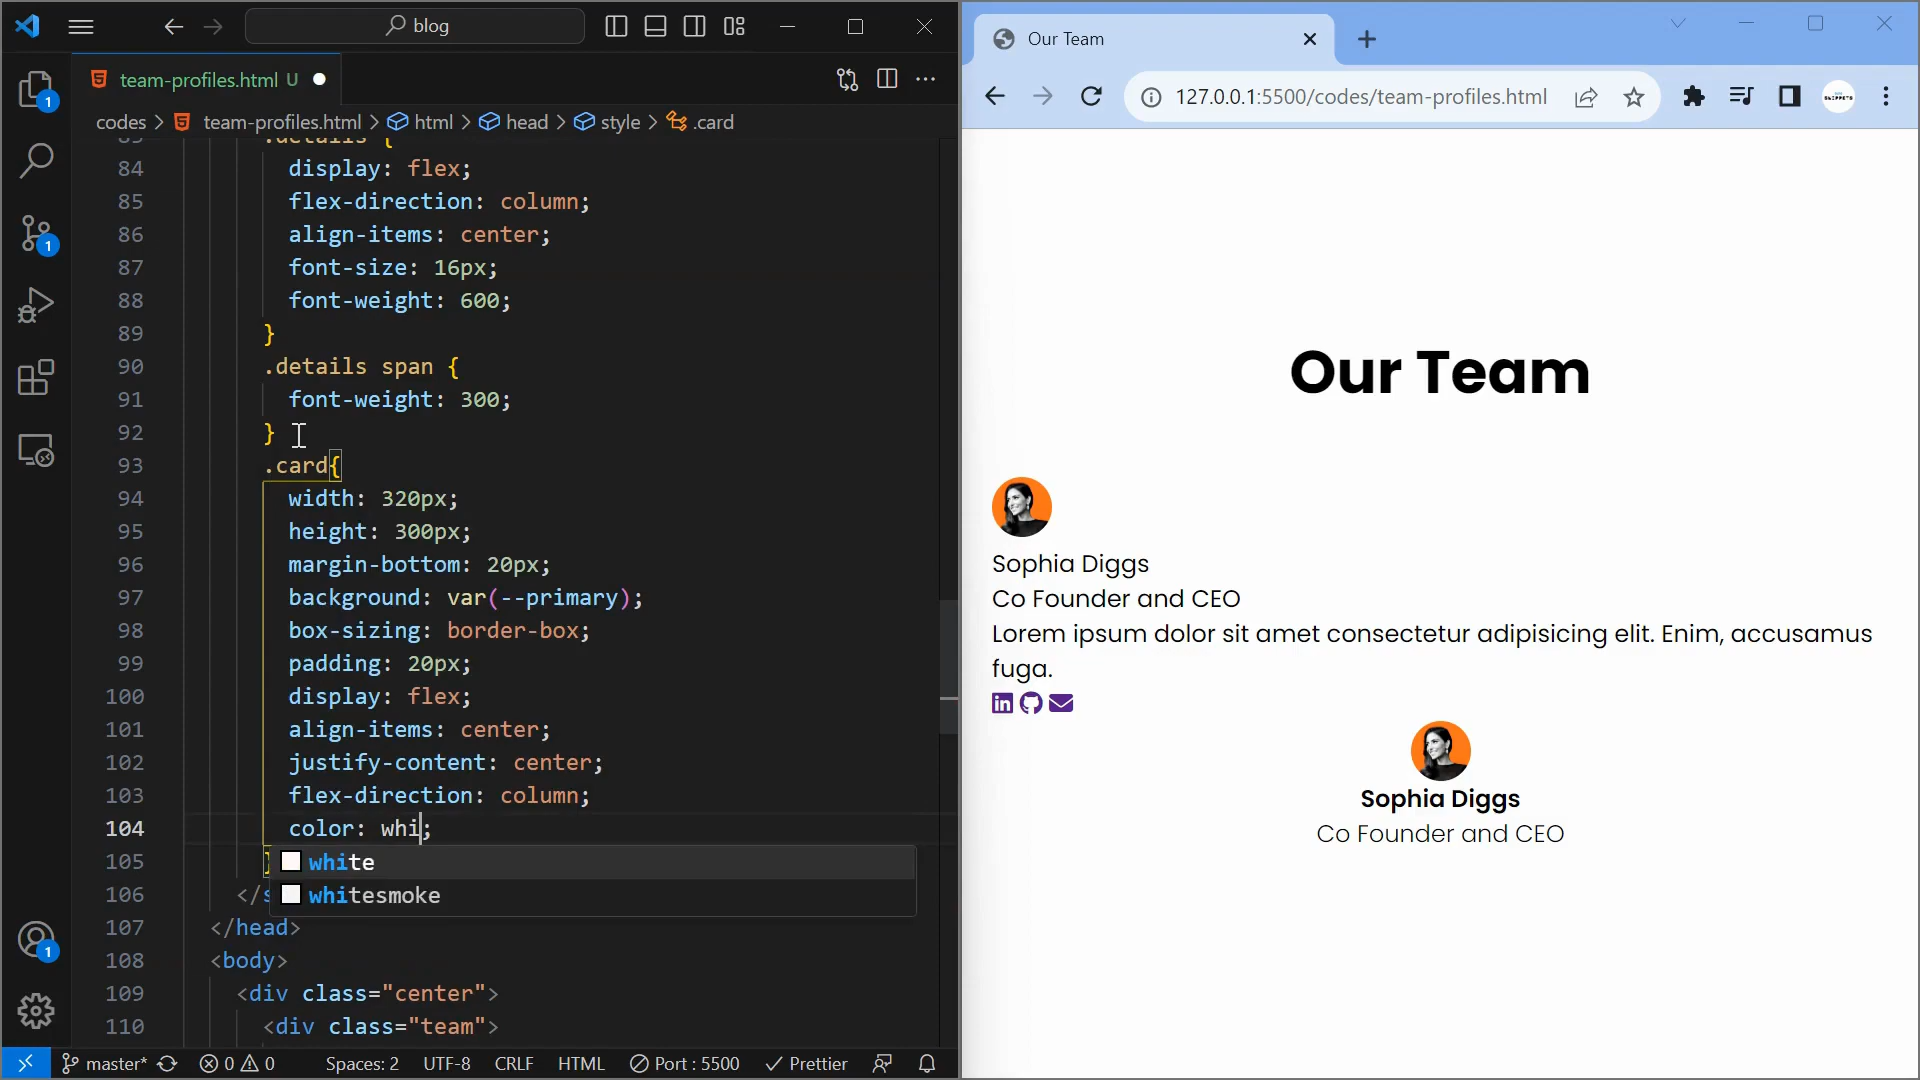 blog
team-profiles.html U
codes > team-profiles.html > html > head > style > .card
83 .details {
84 display: flex;
85 flex-direction: column;
86 align-items: center;
87 font-size: 16px;
88 font-weight: 600;
89 }
90 .details span {
91 font-weight: 300;
92 }
93 .card{
94 width: 320px;
95 height: 300px;
96 margin-bottom: 20px;
97 background: var(--primary);
98 box-sizing: border-box;
99 padding: 20px;
100 display: flex;
101 align-items: center;
102 justify-content: center;
103 flex-direction: column;
104 color: whi;
105 }
white
106 </s
whitesmoke
107 </head>
108 <body>
109 <div class="center">
110 <div class="team">
1
1
1
master* 0 0 Spaces: 2 UTF-8 CRLF HTML Port : 5500 Prettier
Our Team
127.0.0.1:5500/codes/team-profiles.html
Our Team
Sophia Diggs
Co Founder and CEO
Lorem ipsum dolor sit amet consectetur adipisicing elit. Enim, accusamus
fuga.
in
Sophia Diggs
Co Founder and CEO